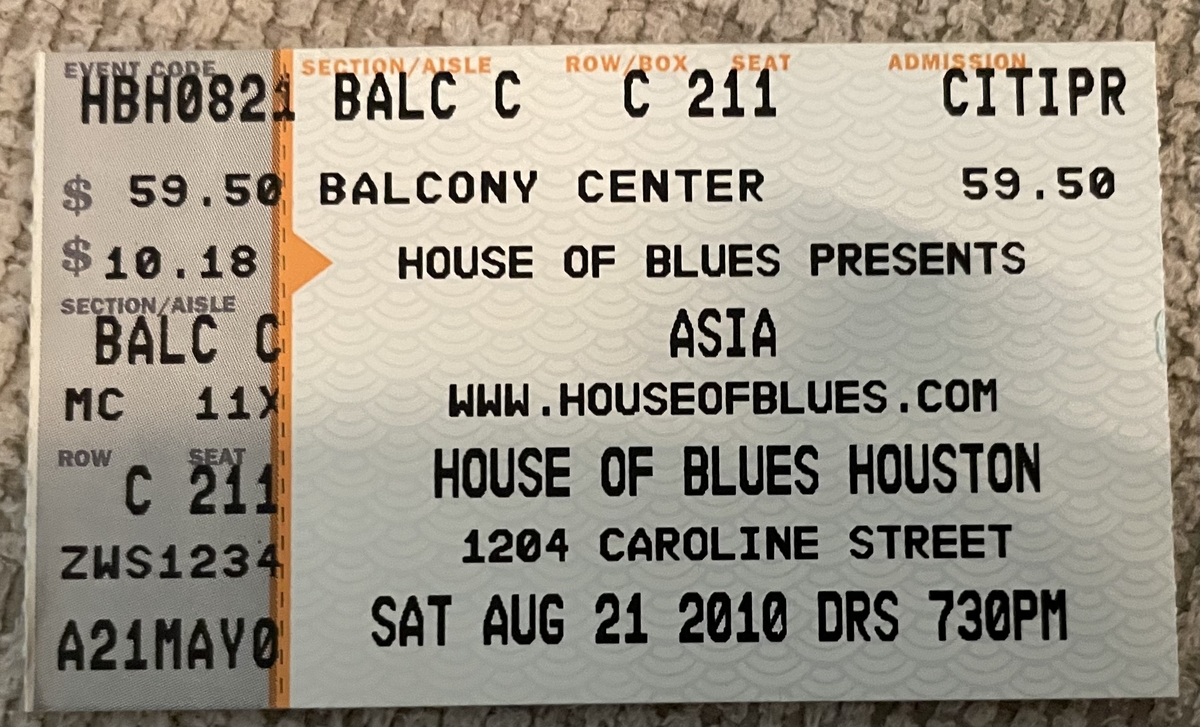 EVENT CODE SECTION/AISLE ROW/BOX SEAT ADMISSION
HBH0821 BALC C C 211 CITIPR
$ 59.50 BALCONY CENTER 59.50
$ 10.18 HOUSE OF BLUES PRESENTS
SECTION/AISLE
BALC C ASIA
MC 11X WWW.HOUSEOFBLUES.COM
ROW SEAT
C 211 HOUSE OF BLUES HOUSTON
ZWS1234 1204 CAROLINE STREET
A21MAY0 SAT AUG 21 2010 DRS 730PM